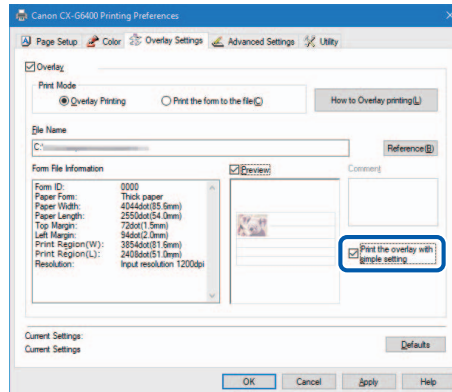 Canon CX-G6400 Printing Preferences
Page Setup Color Overlay Settings Advanced Settings Utility
Overlay
Print Mode
Overlay Printing Print the form to the file(C) How to Overlay printing(L)
File Name
C:\
Reference(B)
Form File Information Preview Comment
Form ID: 0000
Paper Form: Thick paper
Paper Width: 4044dot(85.6mm)
Paper Length: 2550dot(54.0mm)
Top Margin: 72dot(1.5mm)
Left Margin: 94dot(2.0mm)
Print Region(W): 3854dot(81.6mm)
Print Region(L): 2408dot(51.0mm)
Resolution: Input resolution 1200dpi
Print the overlay with
simple setting
Current Settings:
Current Settings
Defaults
OK Cancel Apply Help